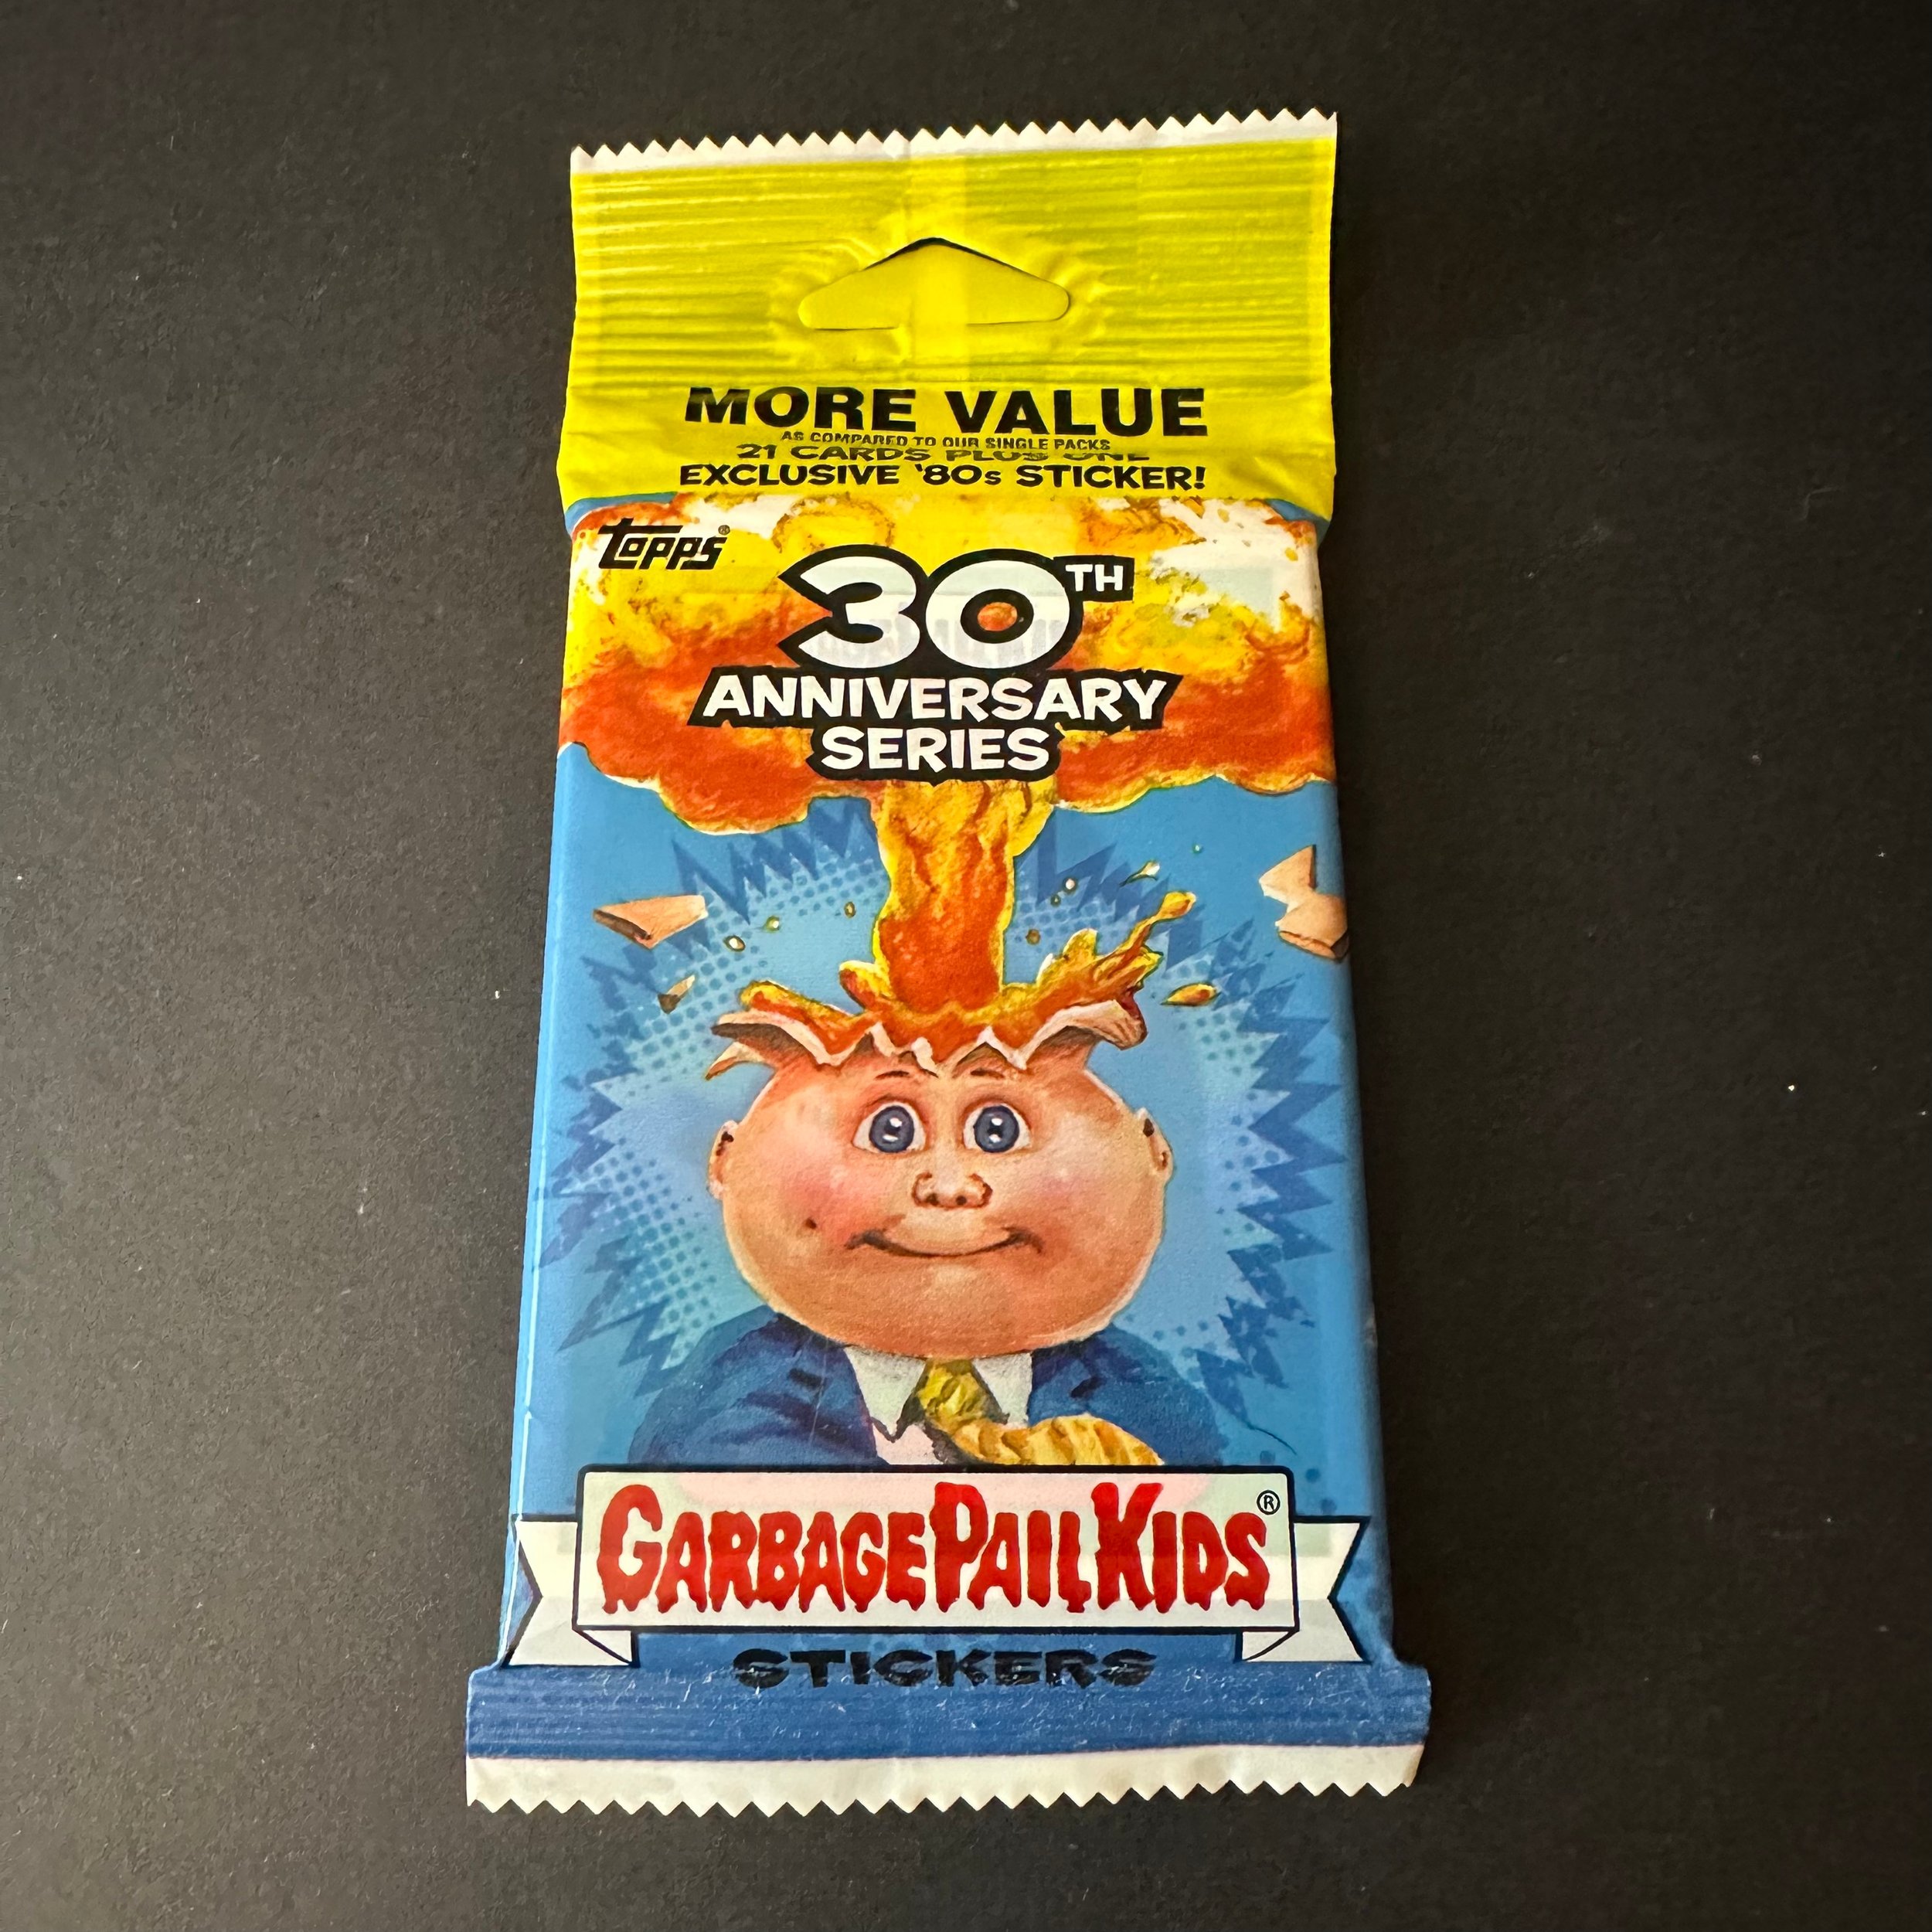 MORE VALUE
AS COMPARED TO OUR SINGLE PACKS
21 CARDS PLUS ONE
EXCLUSIVE '80s STICKER!
topps®
30TH
ANNIVERSARY
SERIES
GARBAGE PAIL KIDS®
STICKERS